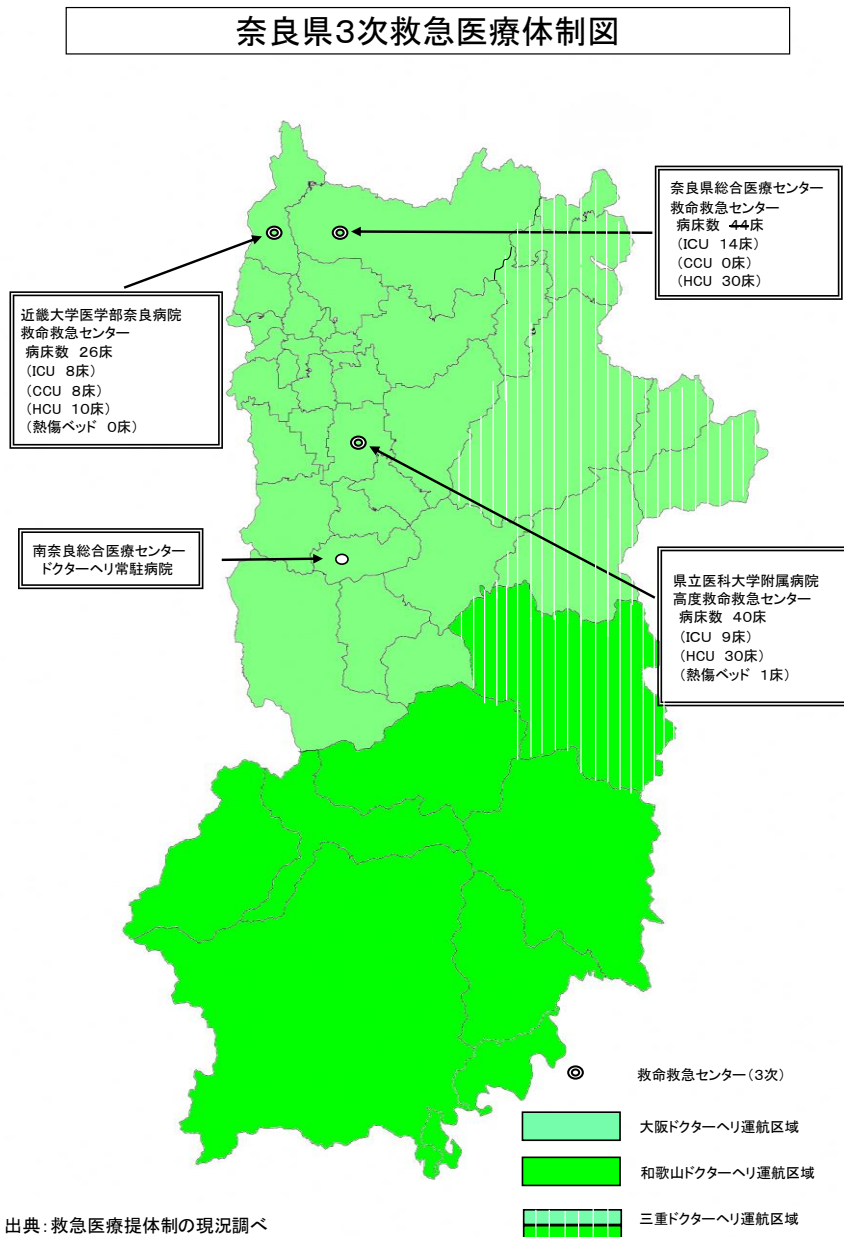 奈良県3次救急医療体制図
奈良県総合医療センター
救命救急センター
病床数 44床
(ICU 14床)
(CCU 0床)
(HCU 30床)
近畿大学医学部奈良病院
救命救急センター
病床数 26床
(ICU 8床)
(CCU 8床)
(HCU 10床)
(熱傷ベッド 0床)
南奈良総合医療センター
ドクターヘリ常駐病院
県立医科大学附属病院
高度救命救急センター
病床数 40床
(ICU 9床)
(HCU 30床)
(熱傷ベッド 1床)
救命救急センター(3次)
大阪ドクターヘリ運航区域
和歌山ドクターヘリ運航区域
三重ドクターヘリ運航区域
出典:救急医療提体制の現況調べ